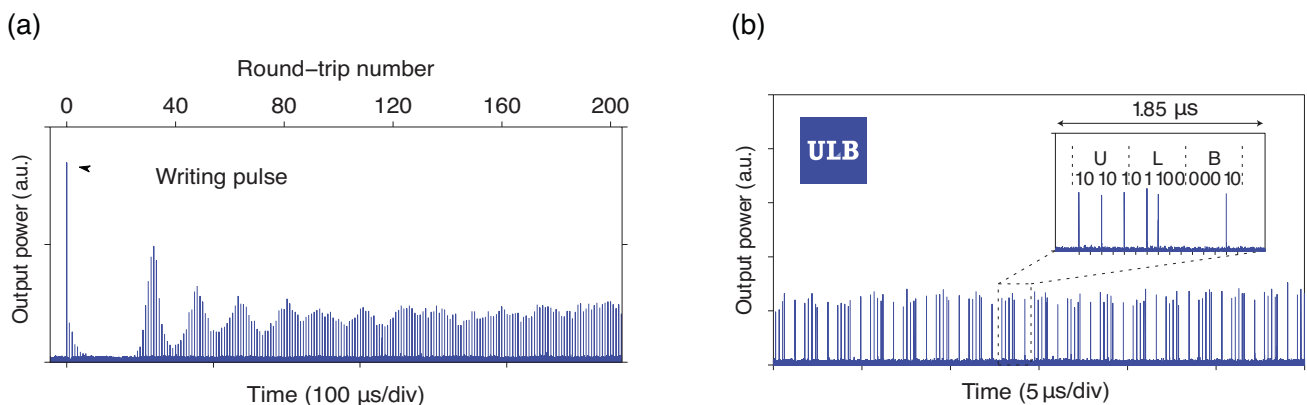 (a)
Round-trip number
0 40 80 120 160 200
Output power (a.u.)
Writing pulse
Time (100 µs/div)
(b)
Output power (a.u.)
ULB
1.85 µs
U L B
10 10 10 1 100 000 10
Time (5 µs/div)